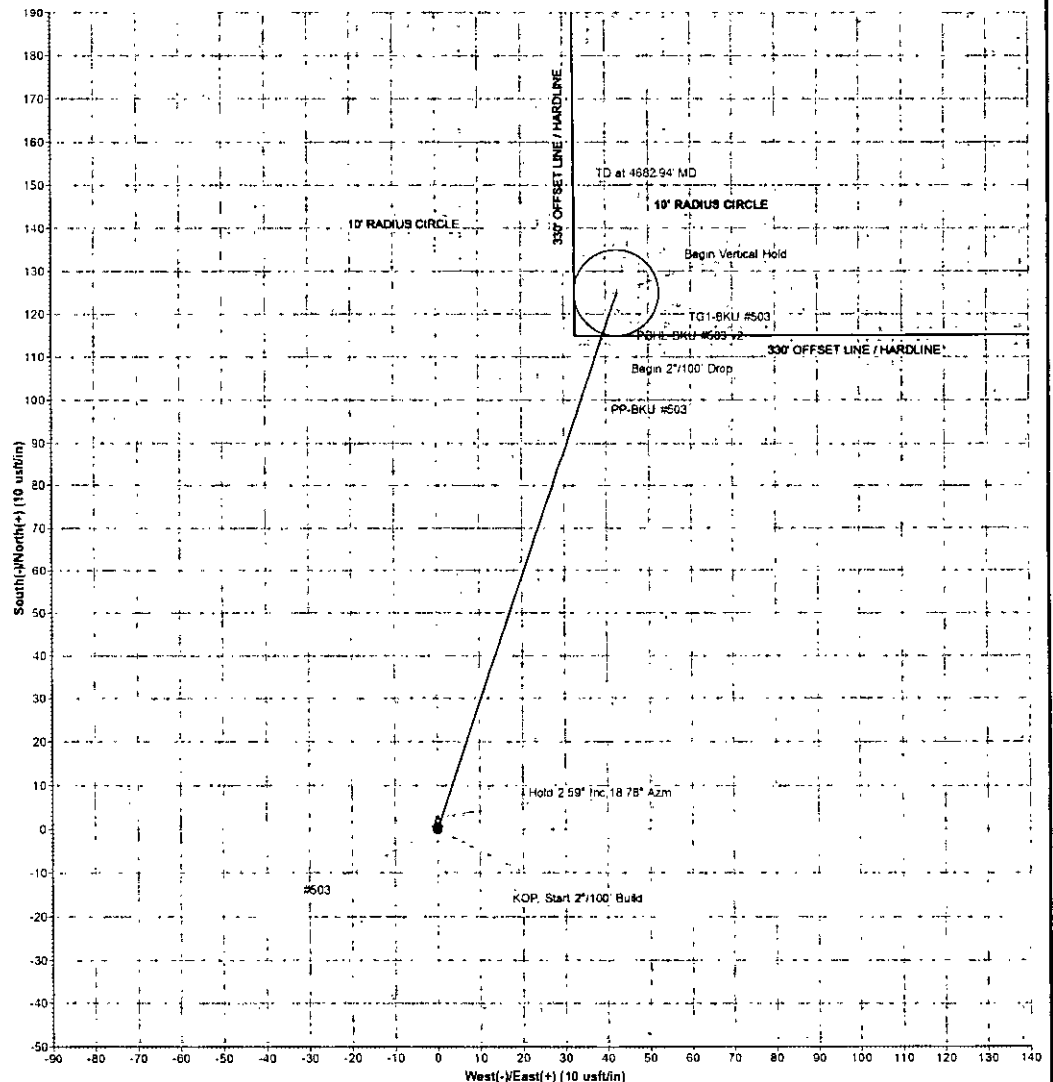 190
180
170
160
150
140
130
120
110
100
90
80
70
60
50
40
30
20
10
0
-10
-20
-30
-40
-50
South(-)/North(+) (10 usft/in)
330' OFFSET LINE / HARDLINE
TD at 4682.94' MD
10' RADIUS CIRCLE
10' RADIUS CIRCLE
Begin Vertical Hold
TG1-BKU #503
PBHL-BKU #503 v2
330' OFFSET LINE / HARDLINE
Begin 2°/100' Drop
PP-BKU #503
Hold 2.59° Inc, 18.78° Azm
#503
KOP, Start 2°/100' Build
-90 -80 -70 -60 -50 -40 -30 -20 -10 0 10 20 30 40 50 60 70 80 90 100 110 120 130 140
West(-)/East(+) (10 usft/in)